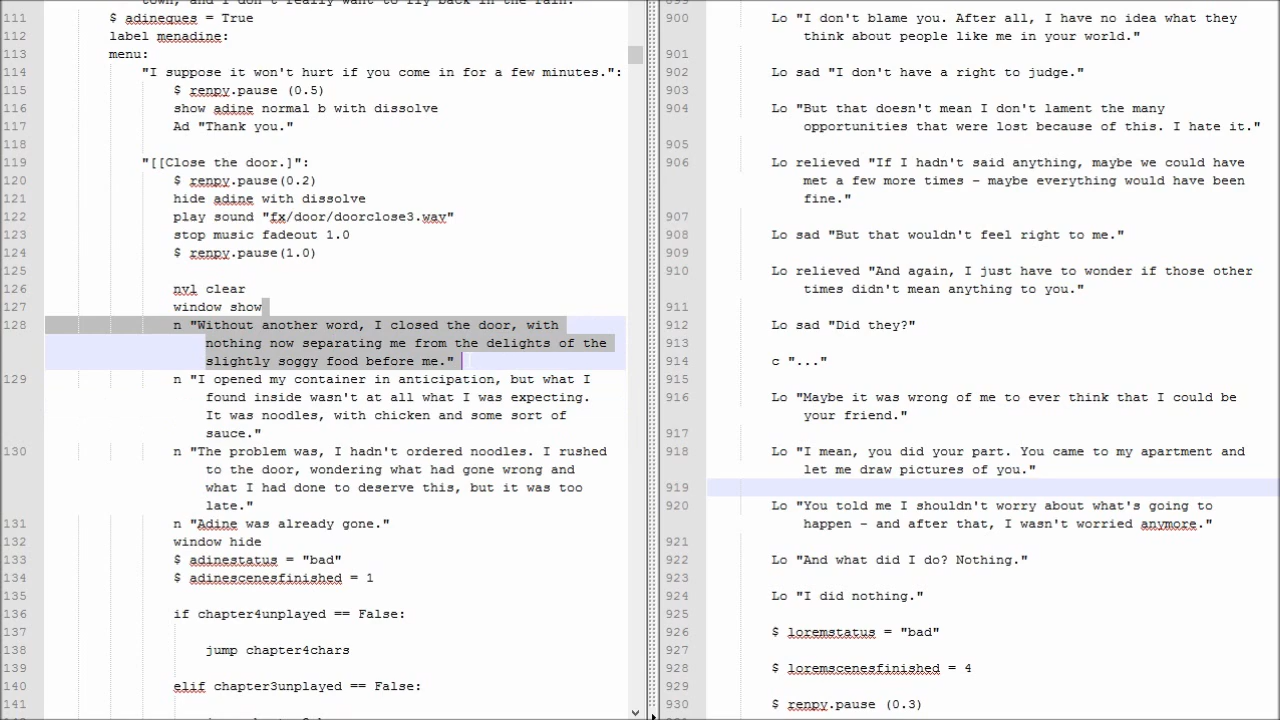 town, and I don't really want to fly back in the rain.
111 $ adineques = True
112 label menadine:
113 menu:
114 "I suppose it won't hurt if you come in for a few minutes.":
115 $ renpy.pause (0.5)
116 show adine normal b with dissolve
117 Ad "Thank you."
118
119 "[[Close the door.]":
120 $ renpy.pause(0.2)
121 hide adine with dissolve
122 play sound "fx/door/doorclose3.wav"
123 stop music fadeout 1.0
124 $ renpy.pause(1.0)
125
126 nvl clear
127 window show
128 n "Without another word, I closed the door, with
nothing now separating me from the delights of the
slightly soggy food before me."
129 n "I opened my container in anticipation, but what I
found inside wasn't at all what I was expecting.
It was noodles, with chicken and some sort of
sauce."
130 n "The problem was, I hadn't ordered noodles. I rushed
to the door, wondering what had gone wrong and
what I had done to deserve this, but it was too
late."
131 n "Adine was already gone."
132 window hide
133 $ adinestatus = "bad"
134 $ adinescenesfinished = 1
135
136 if chapter4unplayed == False:
137
138 jump chapter4chars
139
140 elif chapter3unplayed == False:
141
900 Lo "I don't blame you. After all, I have no idea what they
think about people like me in your world."
901
902 Lo sad "I don't have a right to judge."
903
904 Lo "But that doesn't mean I don't lament the many
opportunities that were lost because of this. I hate it."
905
906 Lo relieved "If I hadn't said anything, maybe we could have
met a few more times - maybe everything would have been
fine."
907
908 Lo sad "But that wouldn't feel right to me."
909
910 Lo relieved "And again, I just have to wonder if those other
times didn't mean anything to you."
911
912 Lo sad "Did they?"
913
914 c "..."
915
916 Lo "Maybe it was wrong of me to ever think that I could be
your friend."
917
918 Lo "I mean, you did your part. You came to my apartment and
let me draw pictures of you."
919
920 Lo "You told me I shouldn't worry about what's going to
happen - and after that, I wasn't worried anymore."
921
922 Lo "And what did I do? Nothing."
923
924 Lo "I did nothing."
925
926 $ loremstatus = "bad"
927
928 $ loremscenesfinished = 4
929
930 $ renpy.pause (0.3)